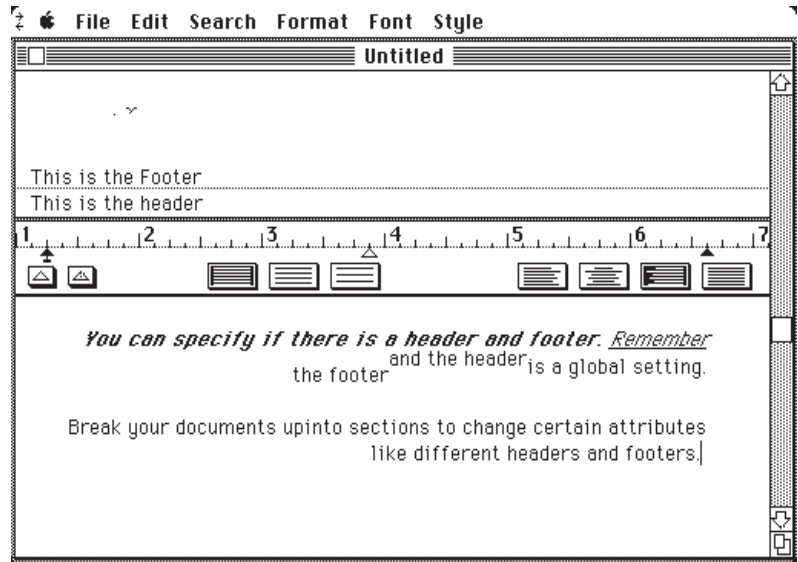 File Edit Search Format Font Style
Untitled
This is the Footer
This is the header
1 2 3 4 5 6 7
You can specify if there is a header and footer. Remember
the footer and the header is a global setting.
Break your documents upinto sections to change certain attributes
like different headers and footers.